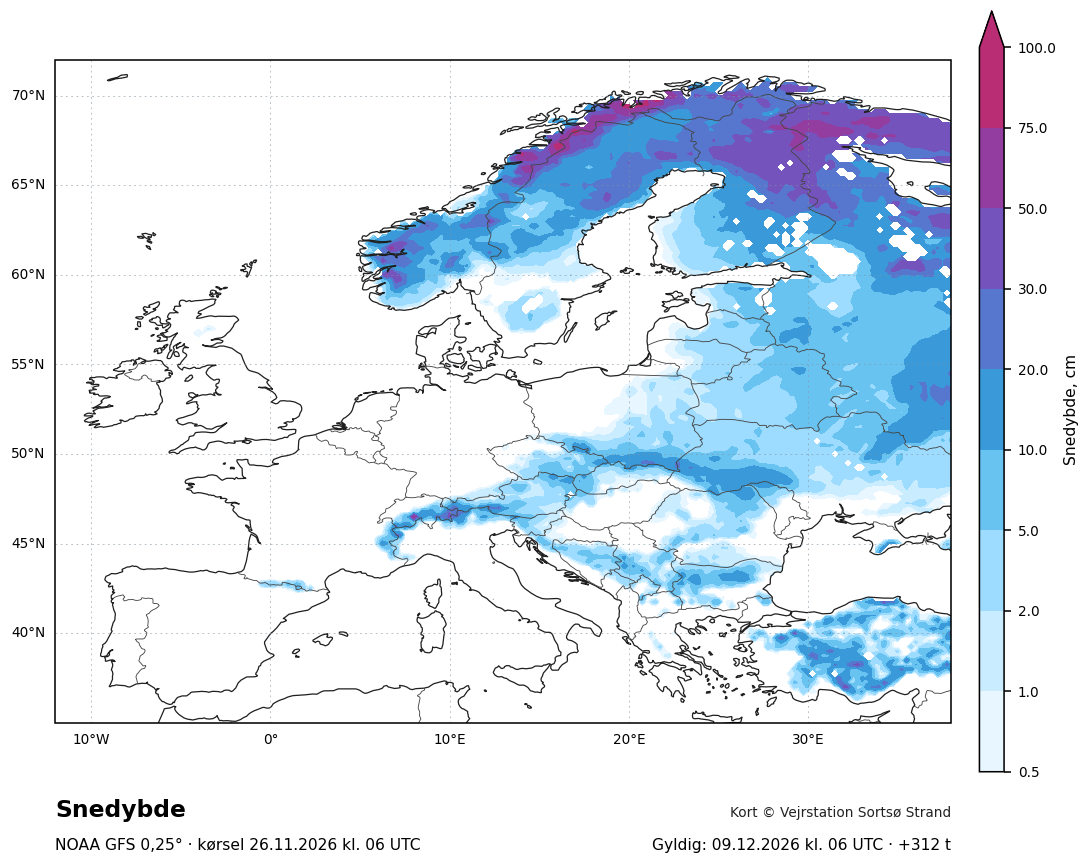 100.0
75.0
50.0
30.0
20.0
10.0
5.0
2.0
1.0
0.5
Snedybde, cm
70°N
65°N
60°N
55°N
50°N
45°N
40°N
10°W 0° 10°E 20°E 30°E
Snedybde
Kort © Vejrstation Sortsø Strand
NOAA GFS 0,25° · kørsel 26.11.2026 kl. 06 UTC
Gyldig: 09.12.2026 kl. 06 UTC · +312 t